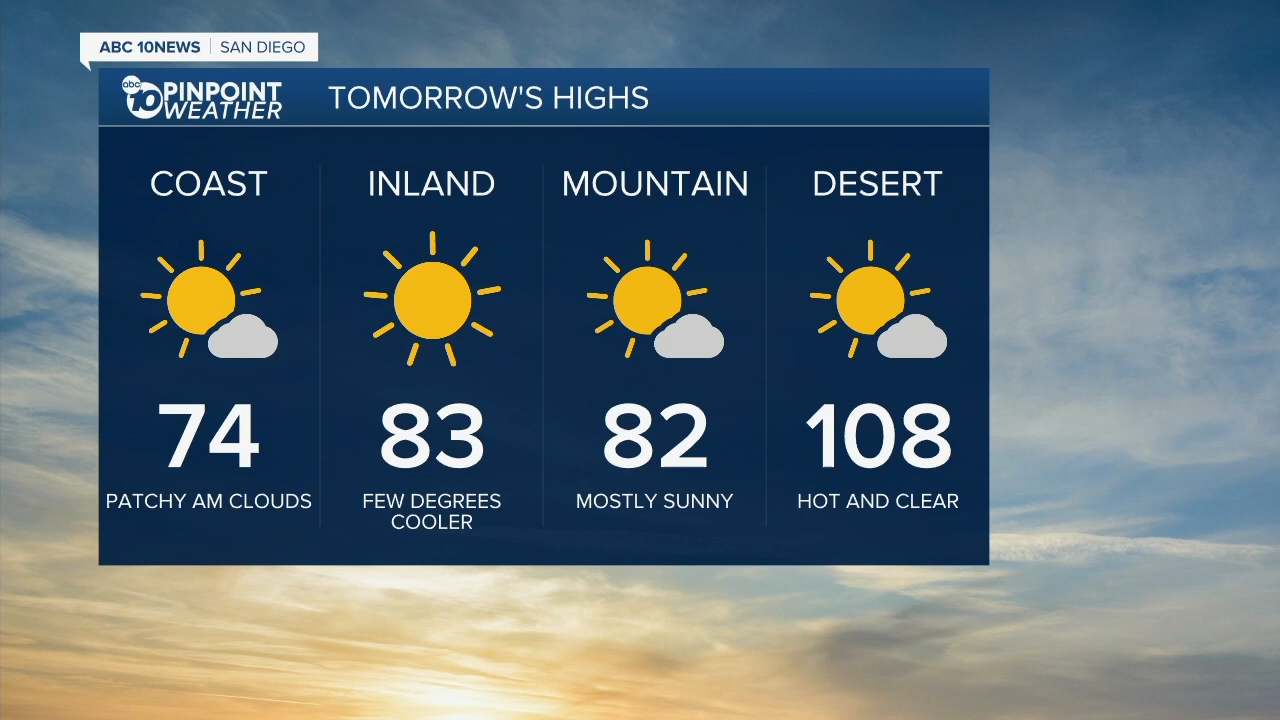 ABC 10NEWS | SAN DIEGO
abc 10 PINPOINT
WEATHER
TOMORROW'S HIGHS
COAST
74
PATCHY AM CLOUDS
INLAND
83
FEW DEGREES
COOLER
MOUNTAIN
82
MOSTLY SUNNY
DESERT
108
HOT AND CLEAR